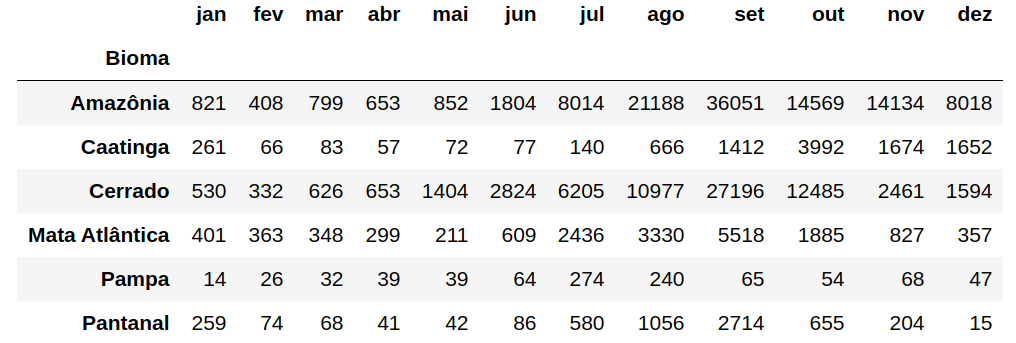 jan fev mar abr mai jun jul ago set out nov dez
Bioma
Amazônia 821 408 799 653 852 1804 8014 21188 36051 14569 14134 8018
Caatinga 261 66 83 57 72 77 140 666 1412 3992 1674 1652
Cerrado 530 332 626 653 1404 2824 6205 10977 27196 12485 2461 1594
Mata Atlântica 401 363 348 299 211 609 2436 3330 5518 1885 827 357
Pampa 14 26 32 39 39 64 274 240 65 54 68 47
Pantanal 259 74 68 41 42 86 580 1056 2714 655 204 15